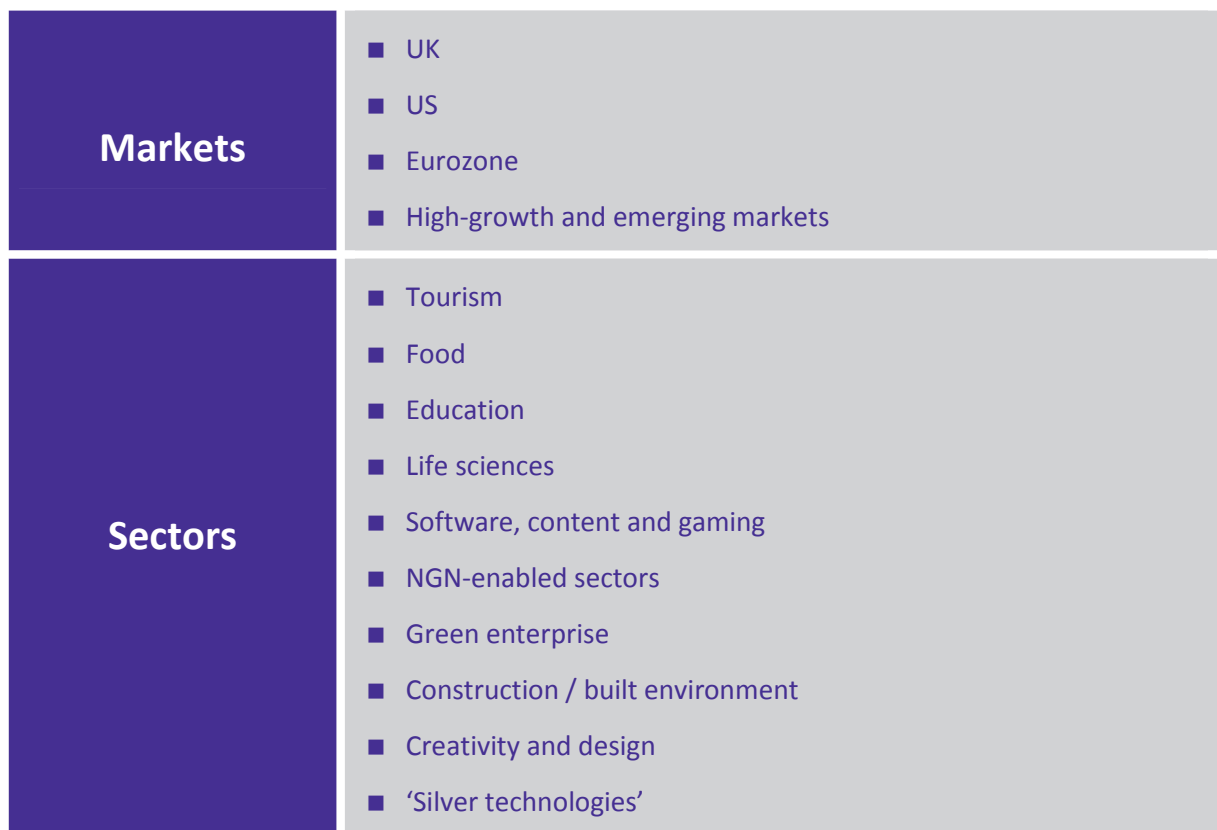 Markets
■ UK
■ US
■ Eurozone
■ High-growth and emerging markets
Sectors
■ Tourism
■ Food
■ Education
■ Life sciences
■ Software, content and gaming
■ NGN-enabled sectors
■ Green enterprise
■ Construction / built environment
■ Creativity and design
■ ‘Silver technologies’